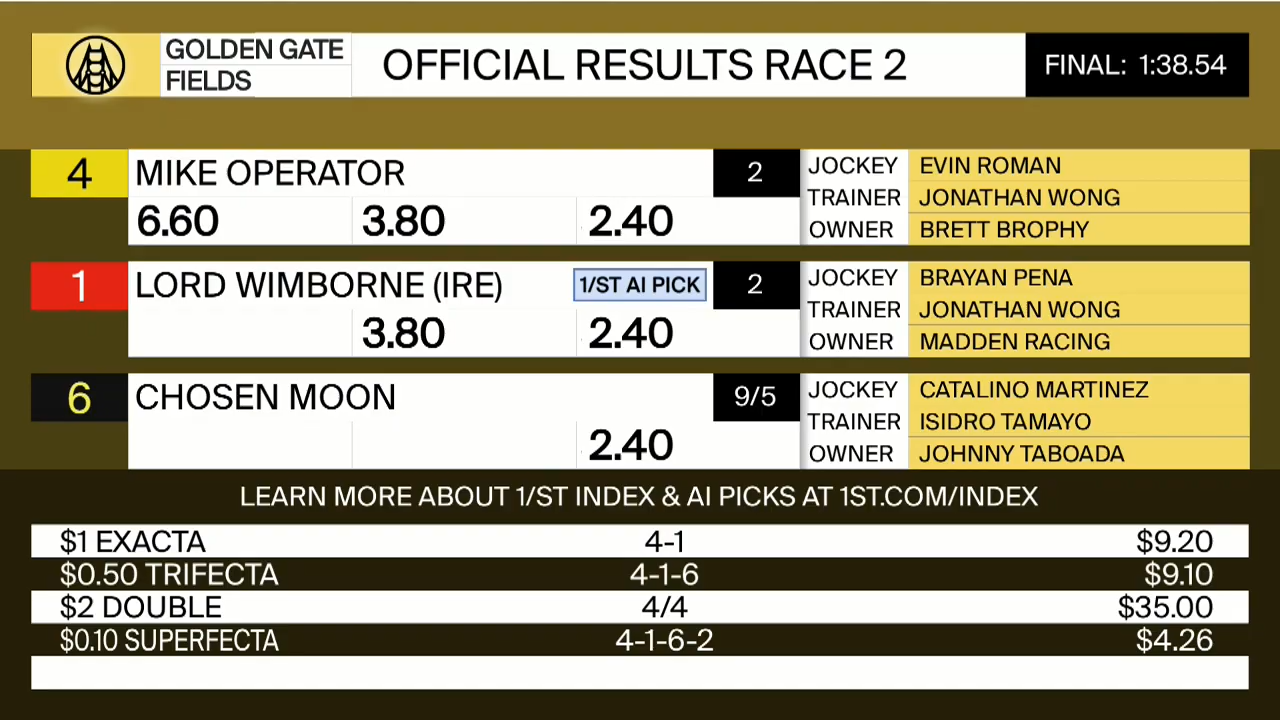 GOLDEN GATE
FIELDS
OFFICIAL RESULTS RACE 2
FINAL: 1:38.54
4 MIKE OPERATOR 2
6.60 3.80 2.40
JOCKEY EVIN ROMAN
TRAINER JONATHAN WONG
OWNER BRETT BROPHY
1 LORD WIMBORNE (IRE) 1/ST AI PICK 2
3.80 2.40
JOCKEY BRAYAN PENA
TRAINER JONATHAN WONG
OWNER MADDEN RACING
6 CHOSEN MOON 9/5
2.40
JOCKEY CATALINO MARTINEZ
TRAINER ISIDRO TAMAYO
OWNER JOHNNY TABOADA
LEARN MORE ABOUT 1/ST INDEX & AI PICKS AT 1ST.COM/INDEX
$1 EXACTA 4-1 $9.20
$0.50 TRIFECTA 4-1-6 $9.10
$2 DOUBLE 4/4 $35.00
$0.10 SUPERFECTA 4-1-6-2 $4.26